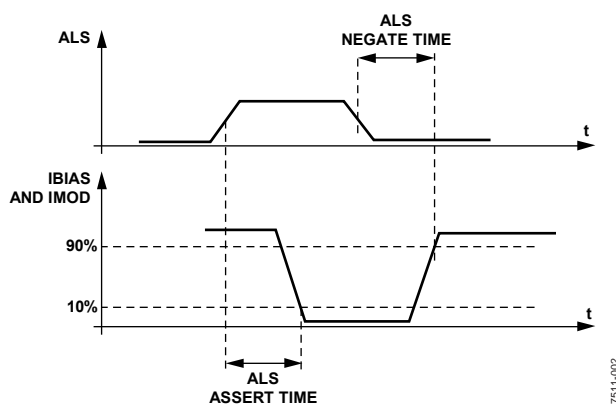 ALS
ALS
NEGATE TIME
t
IBIAS
AND IMOD
90%
10%
t
ALS
ASSERT TIME